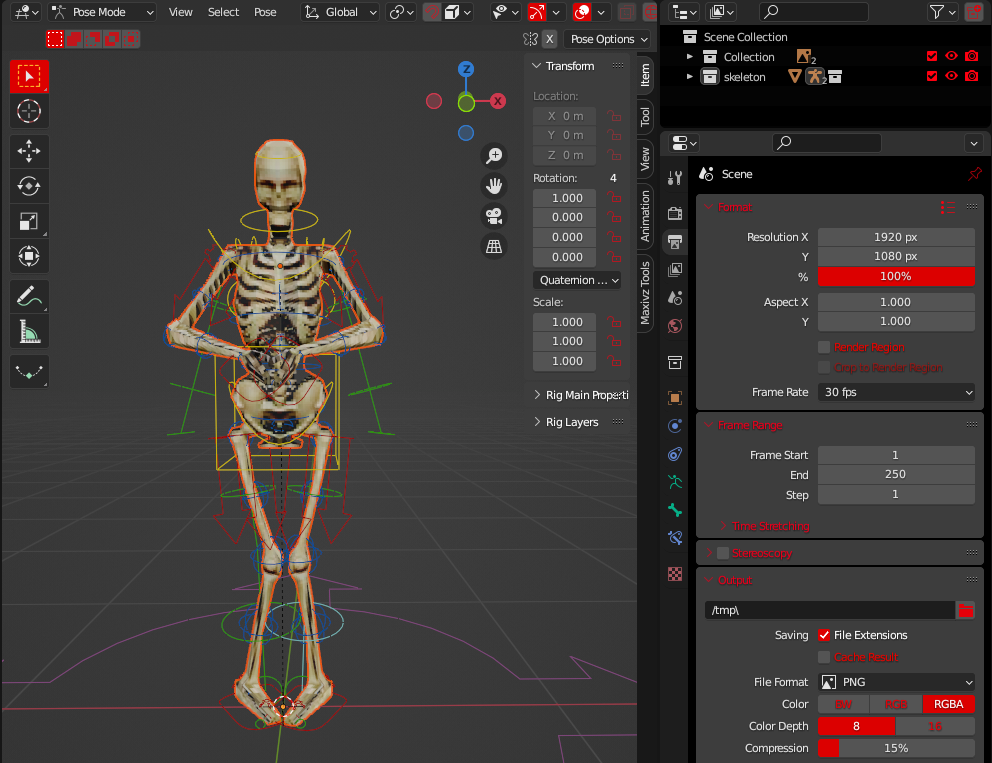 Pose Mode View Select Pose Global
X Pose Options
Z
X
Transform
Location:
X 0 m
Y 0 m
Z 0 m
Rotation: 4
1.000
0.000
0.000
0.000
Quaternion ...
Scale:
1.000
1.000
1.000
Rig Main Properti
Rig Layers
Item
Tool
View
Animation
Maxivz Tools
Scene Collection
Collection 2
skeleton 2
Scene
Format
Resolution X 1920 px
Y 1080 px
% 100%
Aspect X 1.000
Y 1.000
Render Region
Crop to Render Region
Frame Rate 30 fps
Frame Range
Frame Start 1
End 250
Step 1
Time Stretching
Stereoscopy
Output
/tmp\
Saving File Extensions
Cache Result
File Format PNG
Color BW RGB RGBA
Color Depth 8 16
Compression 15%